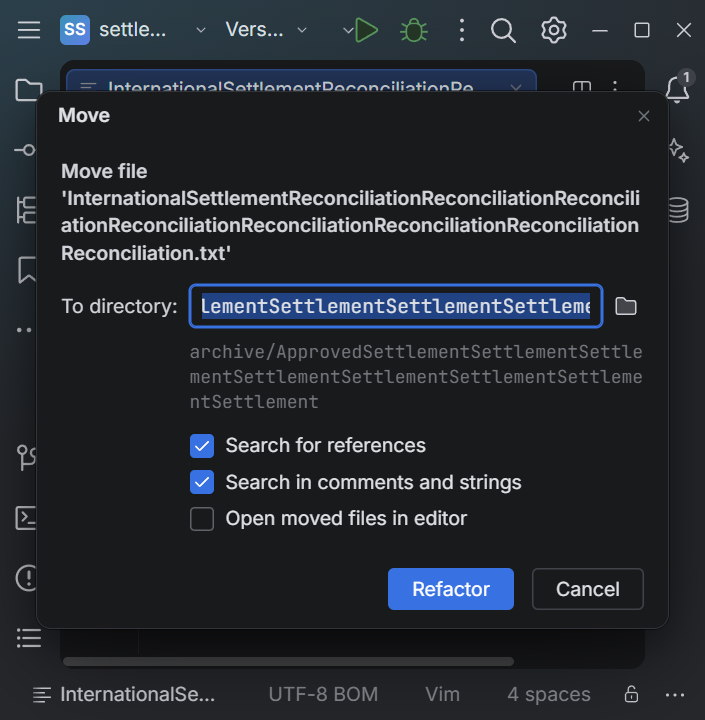 SS settle... Vers...
InternationalSettlementReconciliationRe
1
Move
Move file
'InternationalSettlementReconciliationReconciliationReconcili
ationReconciliationReconciliationReconciliationReconciliation
Reconciliation.txt'
To directory: lementSettlementSettlementSettleme
archive/ApprovedSettlementSettlementSettle
mentSettlementSettlementSettlementSettleme
ntSettlement
Search for references
Search in comments and strings
Open moved files in editor
Refactor Cancel
InternationalSe... UTF-8 BOM Vim 4 spaces